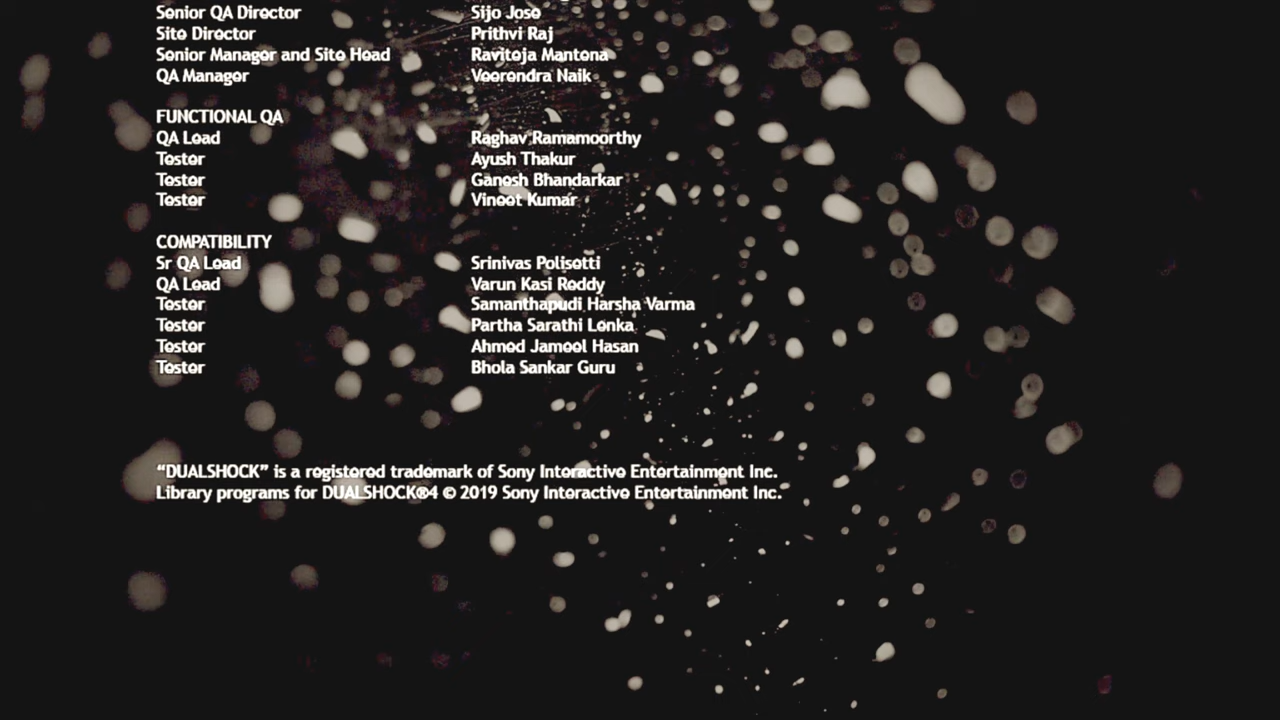 Senior QA Director Sijo Jose
Site Director Prithvi Raj
Senior Manager and Site Head Raviteja Mantena
QA Manager Veerendra Naik
FUNCTIONAL QA
QA Lead Raghav Ramamoorthy
Tester Ayush Thakur
Tester Ganesh Bhandarkar
Tester Vineet Kumar
COMPATIBILITY
Sr QA Lead Srinivas Polisetti
QA Lead Varun Kasi Reddy
Tester Samanthapudi Harsha Varma
Tester Partha Sarathi Lenka
Tester Ahmed Jameel Hasan
Tester Bhola Sankar Guru
“DUALSHOCK” is a registered trademark of Sony Interactive Entertainment Inc.
Library programs for DUALSHOCK®4 © 2019 Sony Interactive Entertainment Inc.